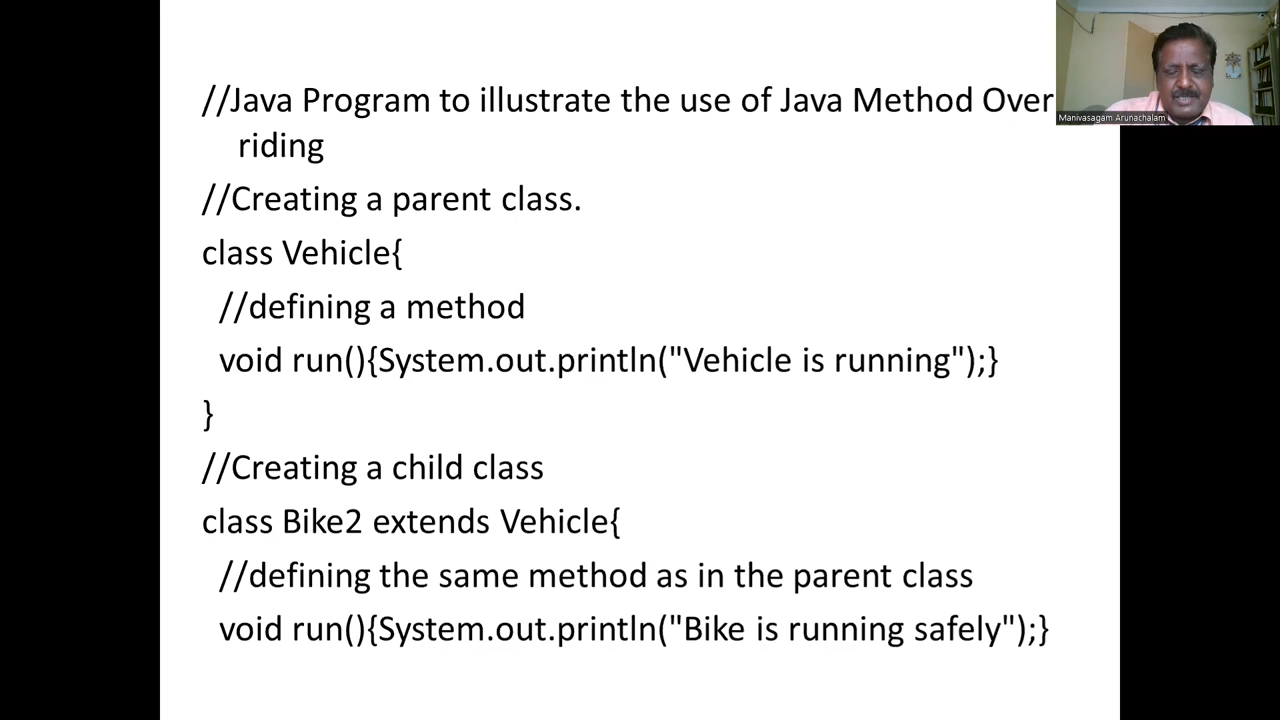 //Java Program to illustrate the use of Java Method Over
riding
//Creating a parent class.
class Vehicle{
//defining a method
void run(){System.out.println("Vehicle is running");}
}
//Creating a child class
class Bike2 extends Vehicle{
//defining the same method as in the parent class
void run(){System.out.println("Bike is running safely");}
Manivasagam Arunachalam